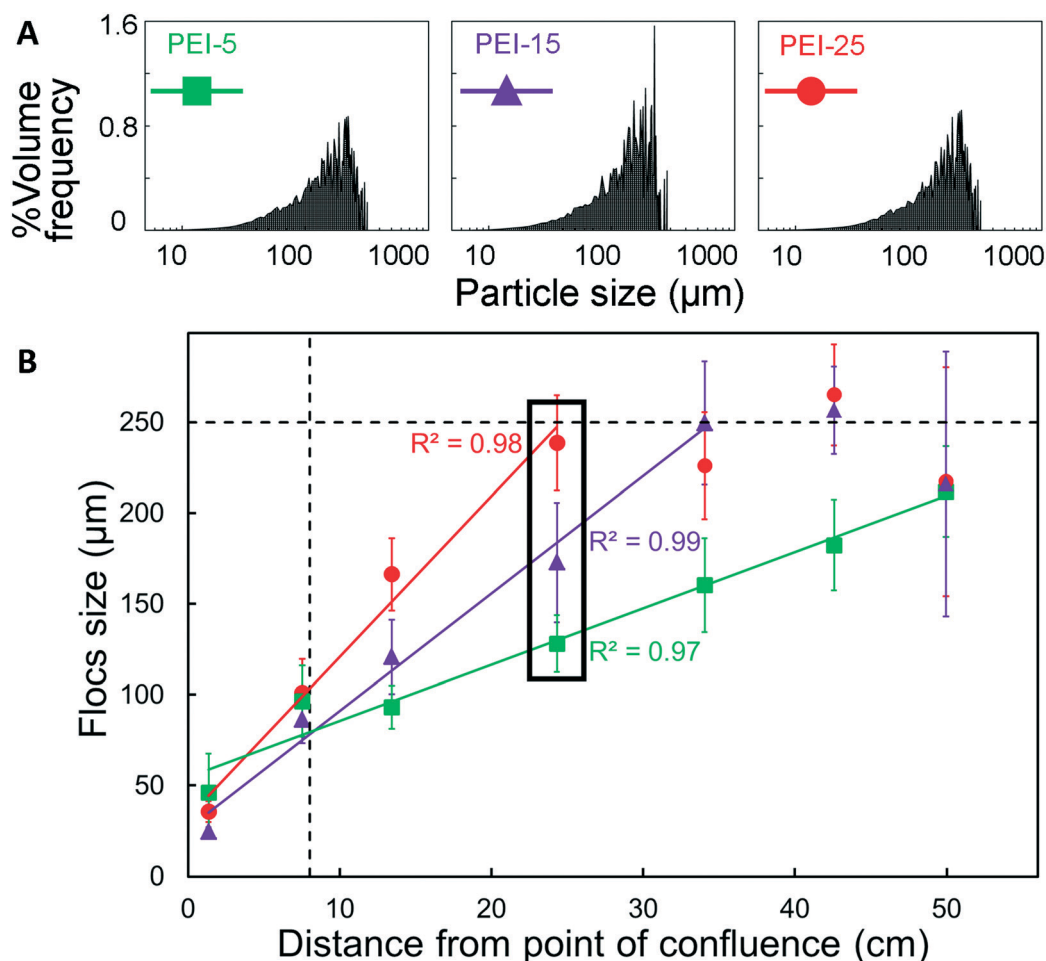 A
PEI-5
PEI-15
PEI-25
%Volume
frequency
1.6
0.8
0
10 100 1000
10 100 1000
10 100 1000
Particle size (µm)
B
Flocs size (µm)
250
200
150
100
50
0
R² = 0.98
R² = 0.99
R² = 0.97
0 10 20 30 40 50
Distance from point of confluence (cm)